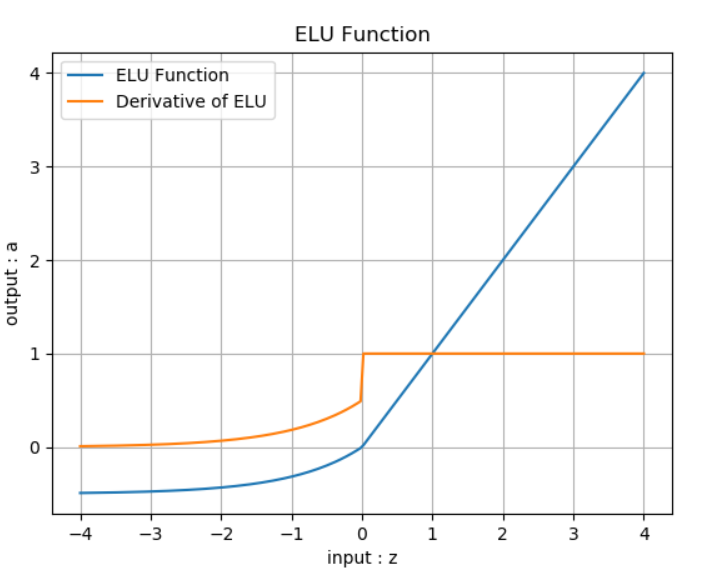 ELU Function
ELU Function
Derivative of ELU
4
3
2
1
0
output : a
−4 −3 −2 −1 0 1 2 3 4
input : z